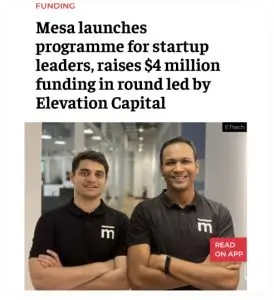 FUNDING
Mesa launches
programme for startup
leaders, raises $4 million
funding in round led by
Elevation Capital
ETtech
READ
ON APP